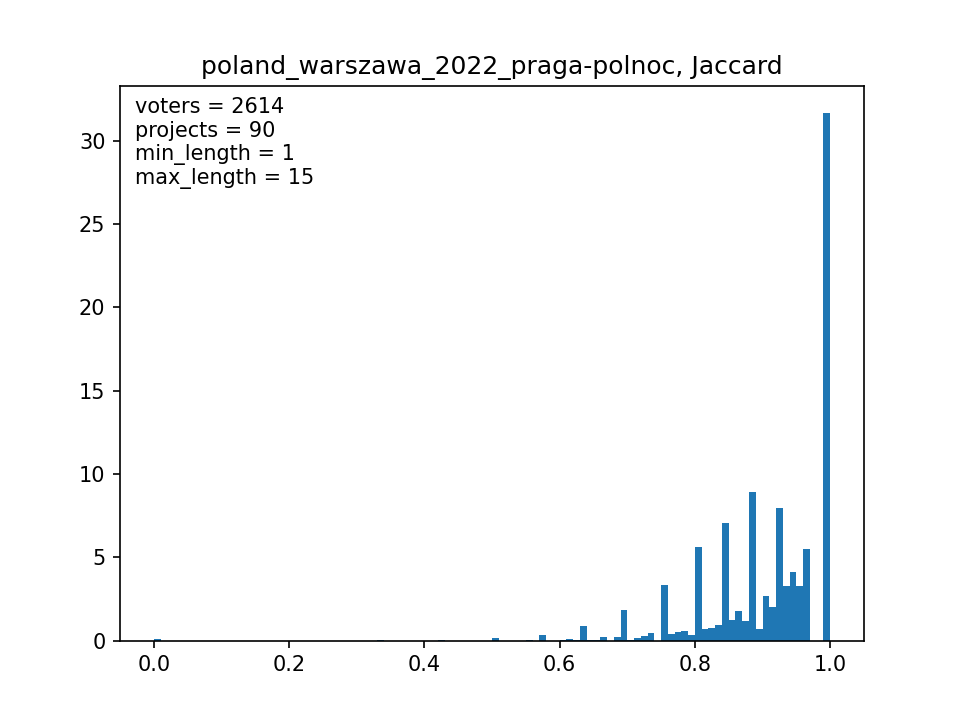 poland_warszawa_2022_praga-polnoc, Jaccard
voters = 2614
projects = 90
min_length = 1
max_length = 15
30
25
20
15
10
5
0
0.0 0.2 0.4 0.6 0.8 1.0